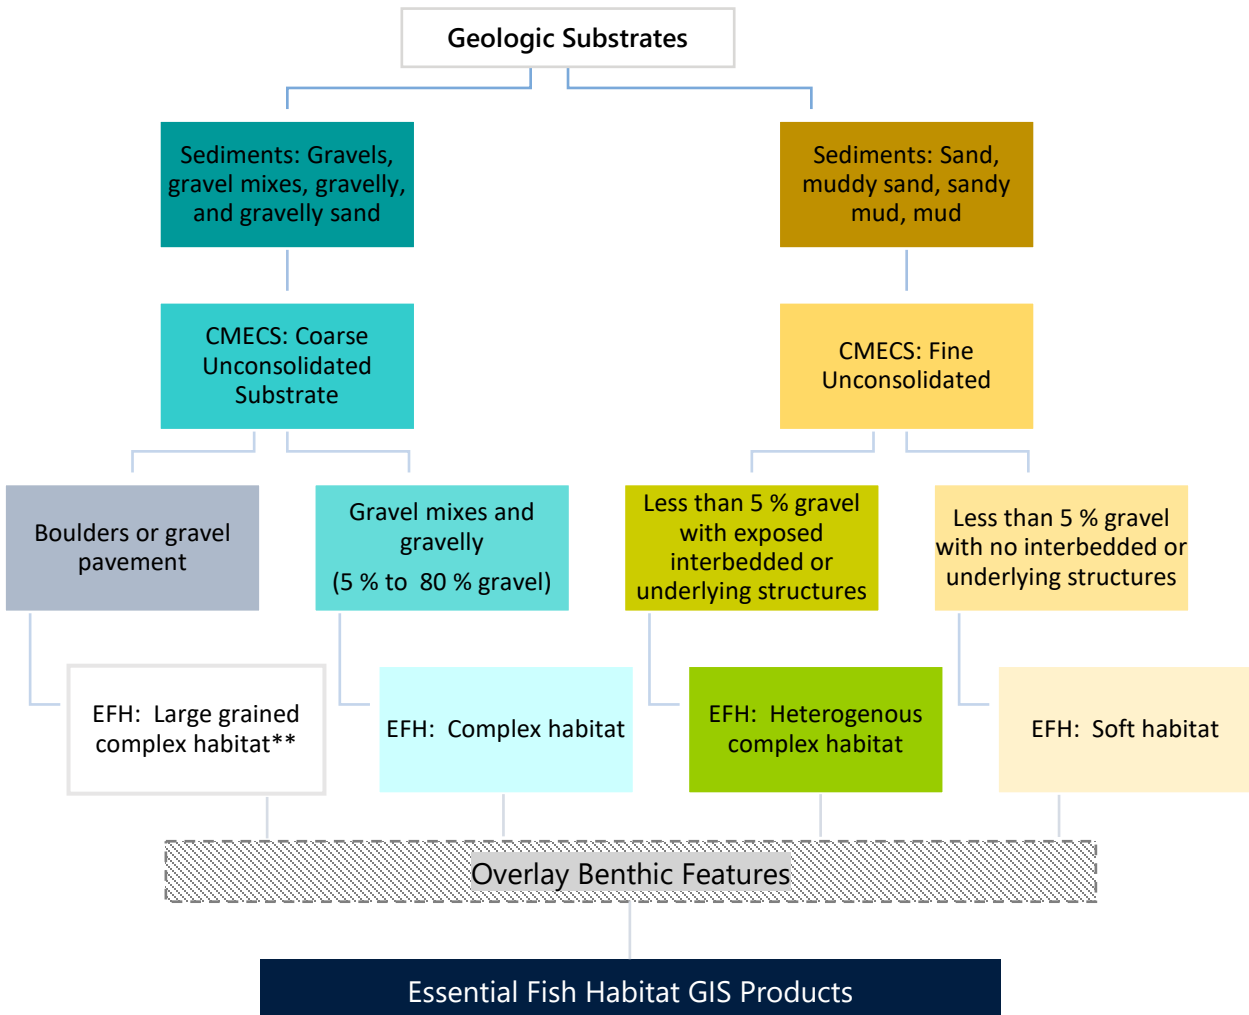 Geologic Substrates
Sediments: Gravels,
gravel mixes, gravelly,
and gravelly sand
Sediments: Sand,
muddy sand, sandy
mud, mud
CMECS: Coarse
Unconsolidated
Substrate
CMECS: Fine
Unconsolidated
Boulders or gravel
pavement
Gravel mixes and
gravelly
(5 % to  80 % gravel)
Less than 5 % gravel
with exposed
interbedded or
underlying structures
Less than 5 % gravel
with no interbedded or
underlying structures
EFH:  Large grained
complex habitat**
EFH:  Complex habitat
EFH:  Heterogenous
complex habitat
EFH:  Soft habitat
Overlay Benthic Features
Essential Fish Habitat GIS Products